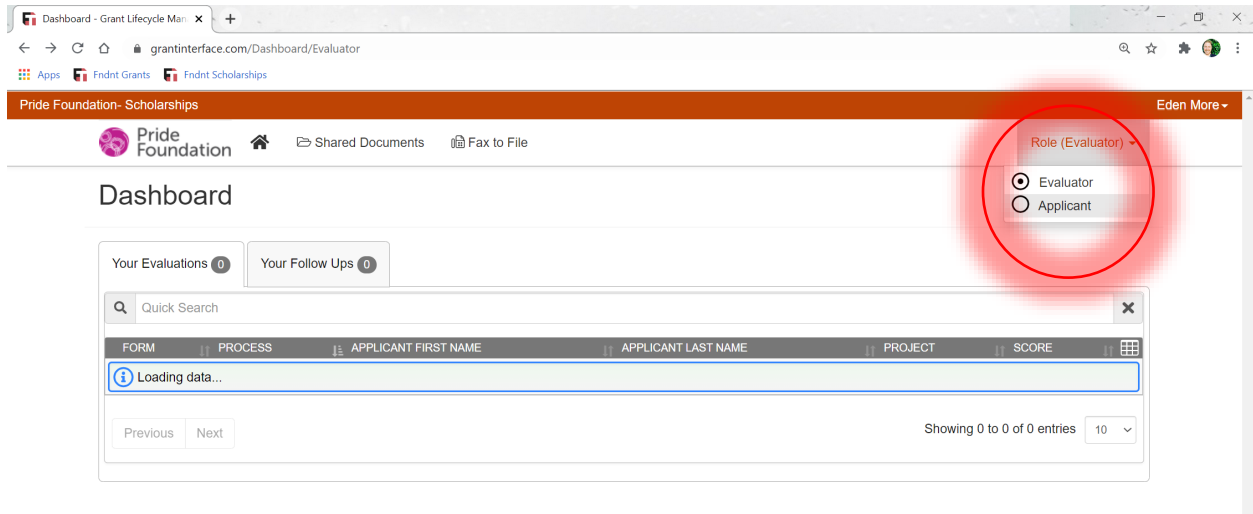 Dashboard - Grant Lifecycle Man
grantinterface.com/Dashboard/Evaluator
Apps Fndnt Grants Fndnt Scholarships
Pride Foundation- Scholarships Eden More
Pride
Foundation
Shared Documents Fax to File Role (Evaluator)
Evaluator
Applicant
Dashboard
Your Evaluations 0 Your Follow Ups 0
Quick Search
FORM PROCESS APPLICANT FIRST NAME APPLICANT LAST NAME PROJECT SCORE
Loading data...
Previous Next Showing 0 to 0 of 0 entries 10